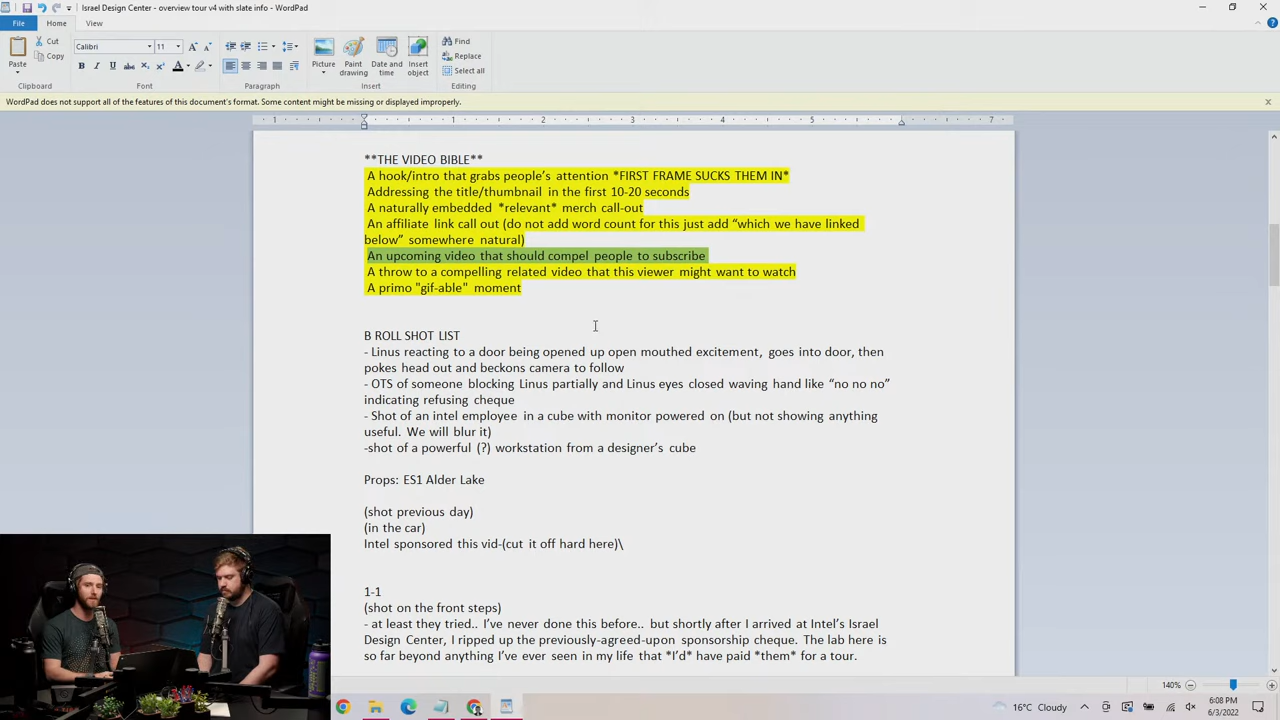 Israel Design Center - overview tour v4 with slate info - WordPad
File Home View
Paste
Cut
Copy
Clipboard
Calibri 11
Font
Paragraph
Picture
Paint drawing
Date and time
Insert object
Insert
Find
Replace
Select all
Editing
WordPad does not support all of the features of this document's format. Some content might be missing or displayed improperly.
1 1 2 3 4 5 7
**THE VIDEO BIBLE**
A hook/intro that grabs people's attention *FIRST FRAME SUCKS THEM IN*
Addressing the title/thumbnail in the first 10-20 seconds
A naturally embedded *relevant* merch call-out
An affiliate link call out (do not add word count for this just add “which we have linked
below” somewhere natural)
An upcoming video that should compel people to subscribe
A throw to a compelling related video that this viewer might want to watch
A primo "gif-able" moment
B ROLL SHOT LIST
- Linus reacting to a door being opened up open mouthed excitement, goes into door, then
pokes head out and beckons camera to follow
- OTS of someone blocking Linus partially and Linus eyes closed waving hand like “no no no”
indicating refusing cheque
- Shot of an intel employee in a cube with monitor powered on (but not showing anything
useful. We will blur it)
-shot of a powerful (?) workstation from a designer’s cube
Props: ES1 Alder Lake
(shot previous day)
(in the car)
Intel sponsored this vid-(cut it off hard here)\
1-1
(shot on the front steps)
- at least they tried.. I’ve never done this before.. but shortly after I arrived at Intel’s Israel
Design Center, I ripped up the previously-agreed-upon sponsorship cheque. The lab here is
so far beyond anything I’ve ever seen in my life that *I’d* have paid *them* for a tour.
140%
16°C Cloudy
6:08 PM
6/3/2022